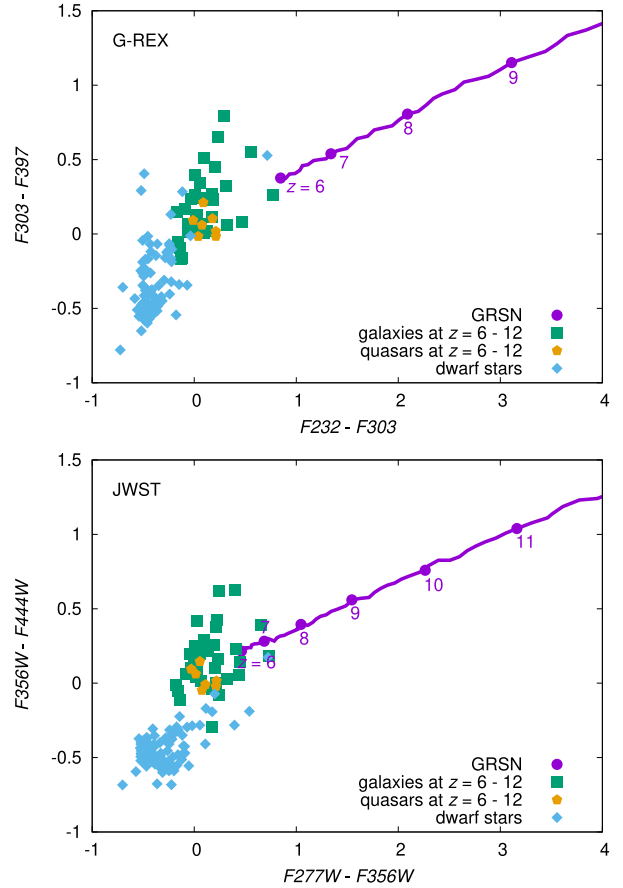 G-REX
1.5
1
0.5
0
-0.5
-1
F303 - F397
z = 6
7
8
9
GRSN
galaxies at z = 6 - 12
quasars at z = 6 - 12
dwarf stars
-1 0 1 2 3 4
F232 - F303
JWST
1.5
1
0.5
0
-0.5
-1
F356W - F444W
z = 6
7
8
9
10
11
GRSN
galaxies at z = 6 - 12
quasars at z = 6 - 12
dwarf stars
-1 0 1 2 3 4
F277W - F356W